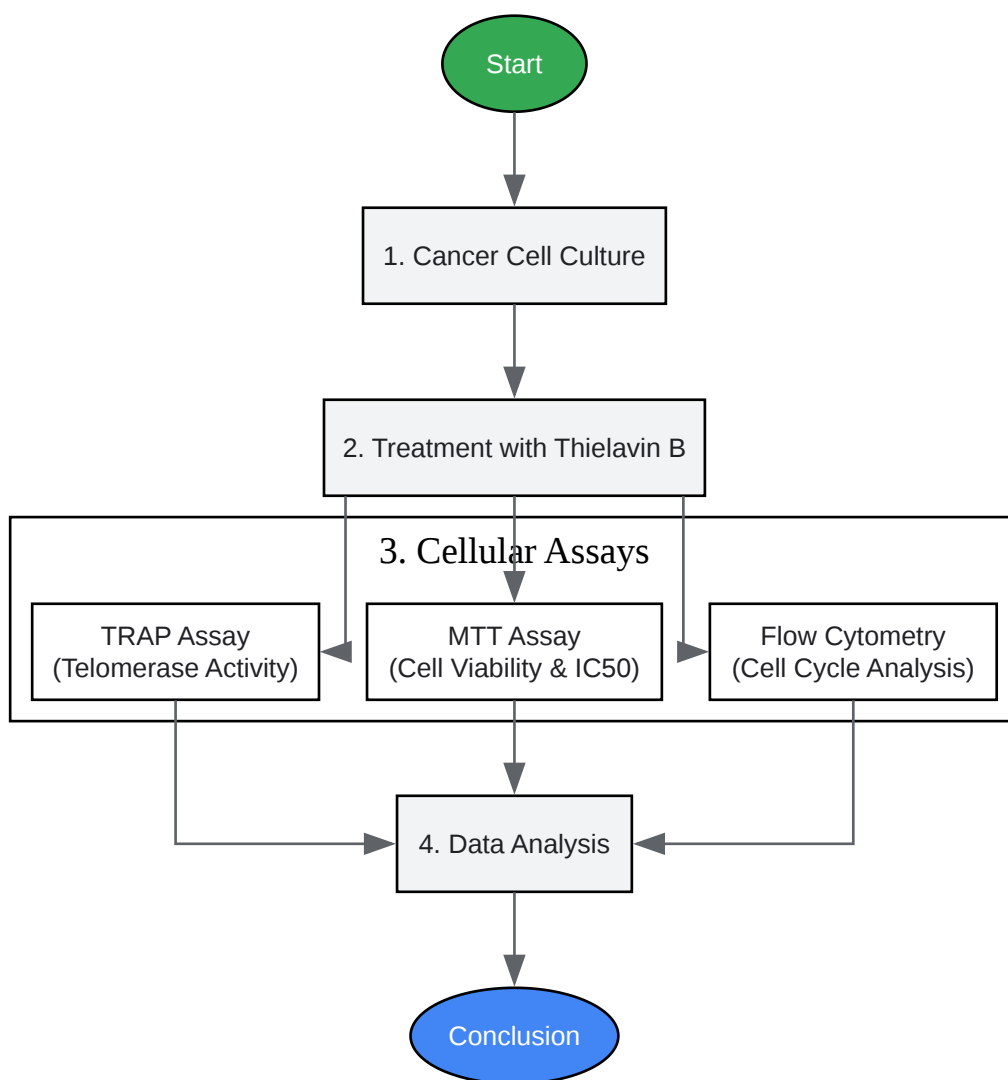 Start
1. Cancer Cell Culture
2. Treatment with Thielavin B
3. Cellular Assays
TRAP Assay
(Telomerase Activity)
MTT Assay
(Cell Viability & IC50)
Flow Cytometry
(Cell Cycle Analysis)
4. Data Analysis
Conclusion